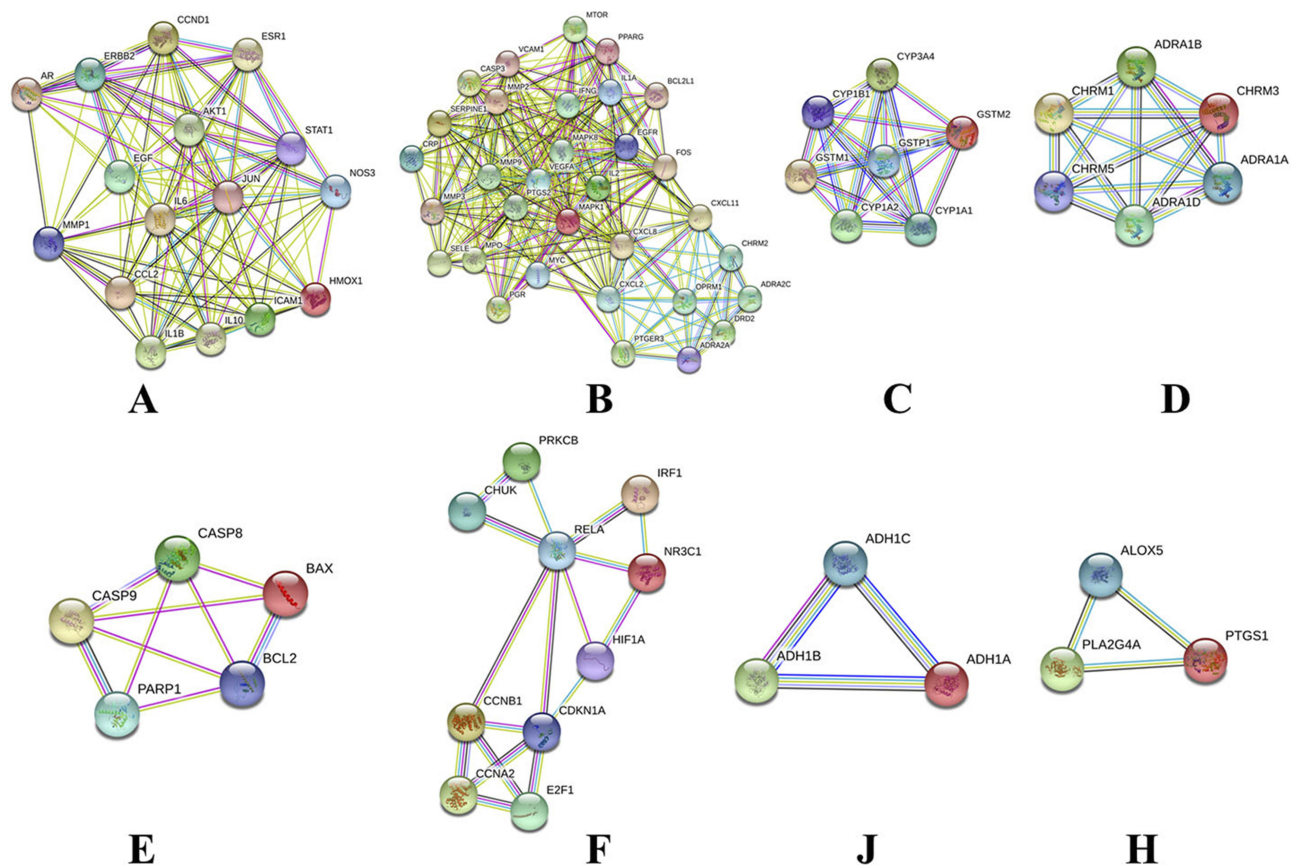 CCND1
ESR1
ERBB2
AR
AKT1
STAT1
EGF
JUN
NOS3
IL6
MMP1
CCL2
HMOX1
ICAM1
IL10
IL1B
A
MTOR
PPARG
VCAM1
CASP3
IL1A
BCL2L1
MMP2
IFNG
SERPINE1
EGFR
MAPK8
CRP
FOS
MMP9
VEGFA
IL2
MMP3
PTGS2
MAPK1
CXCL11
CXCL8
SELE
MPO
CHRM2
MYC
PGR
CXCL2
OPRM1
ADRA2C
DRD2
PTGER3
ADRA2A
B
CYP3A4
CYP1B1
GSTM2
GSTP1
GSTM1
CYP1A2
CYP1A1
C
ADRA1B
CHRM1
CHRM3
CHRM5
ADRA1A
ADRA1D
D
CASP8
BAX
CASP9
BCL2
PARP1
E
PRKCB
CHUK
IRF1
RELA
NR3C1
HIF1A
CCNB1
CDKN1A
CCNA2
E2F1
F
ADH1C
ADH1B
ADH1A
J
ALOX5
PLA2G4A
PTGS1
H